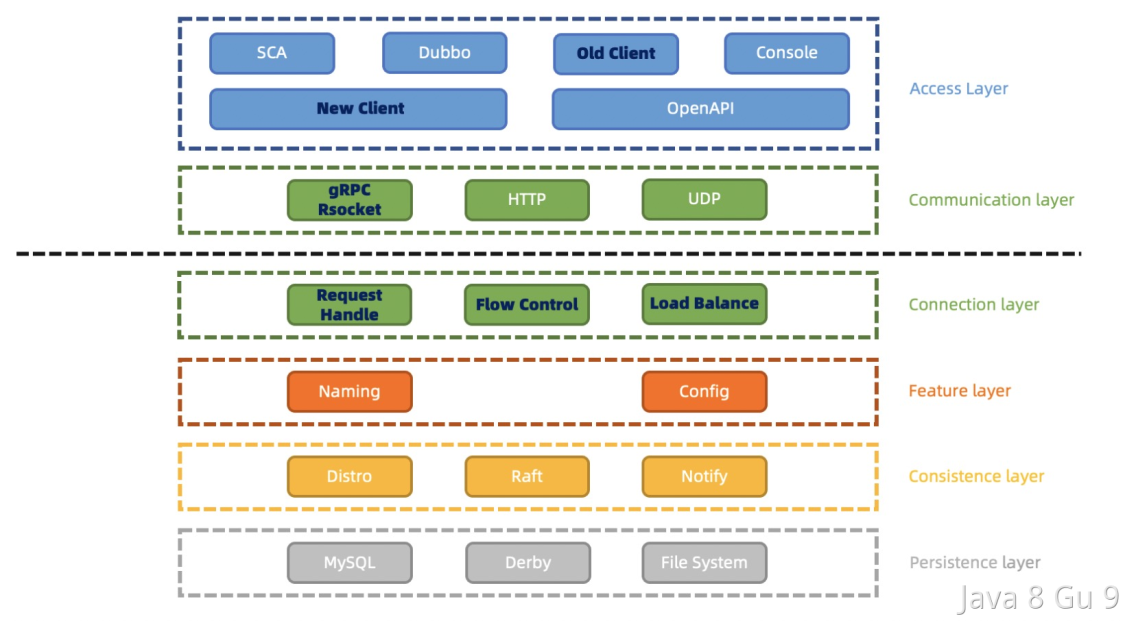 SCA
Dubbo
Old Client
Console
New Client
OpenAPI
Access Layer
gRPC
Rsocket
HTTP
UDP
Communication layer
Request
Handle
Flow Control
Load Balance
Connection layer
Naming
Config
Feature layer
Distro
Raft
Notify
Consistence layer
MySQL
Derby
File System
Persistence layer
Java 8 Gu 9